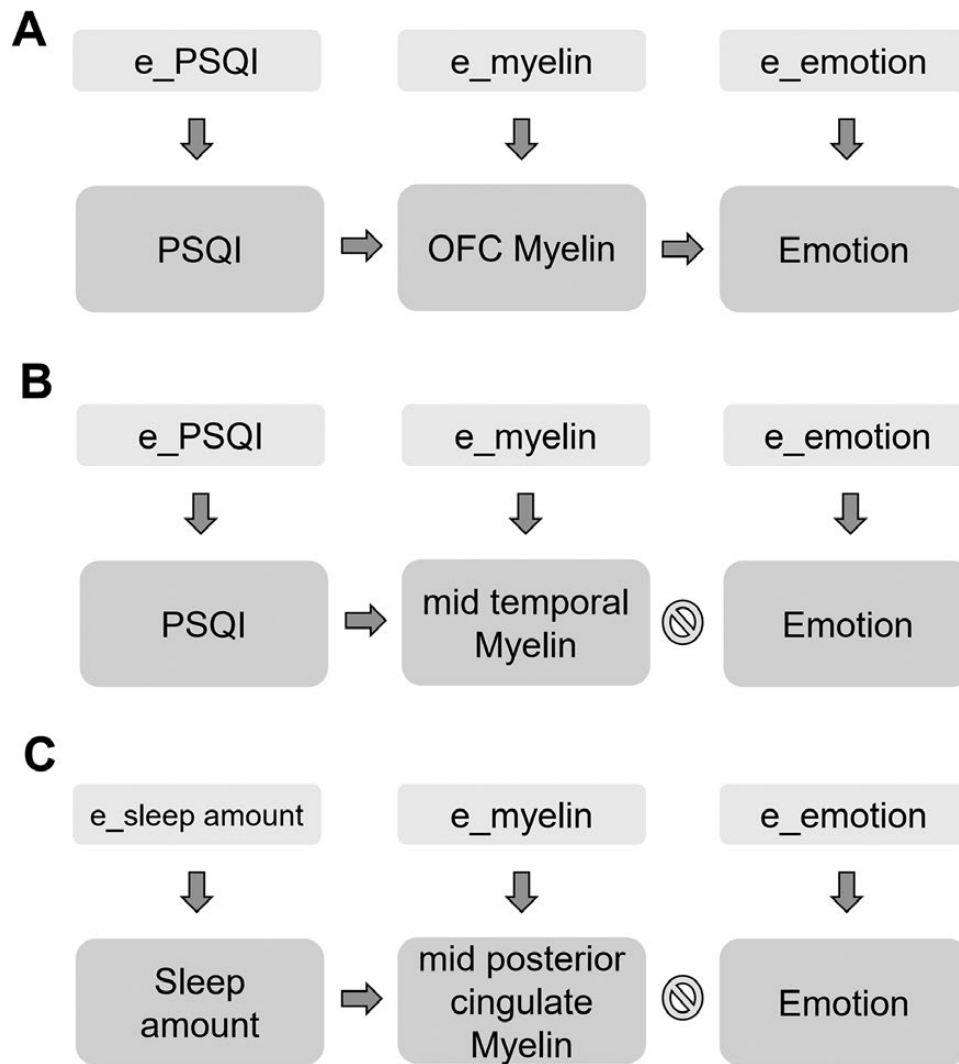 A
e_PSQI e_myelin e_emotion
PSQI OFC Myelin Emotion
B
e_PSQI e_myelin e_emotion
PSQI mid temporal Myelin Emotion
C
e_sleep amount e_myelin e_emotion
Sleep amount mid posterior cingulate Myelin Emotion